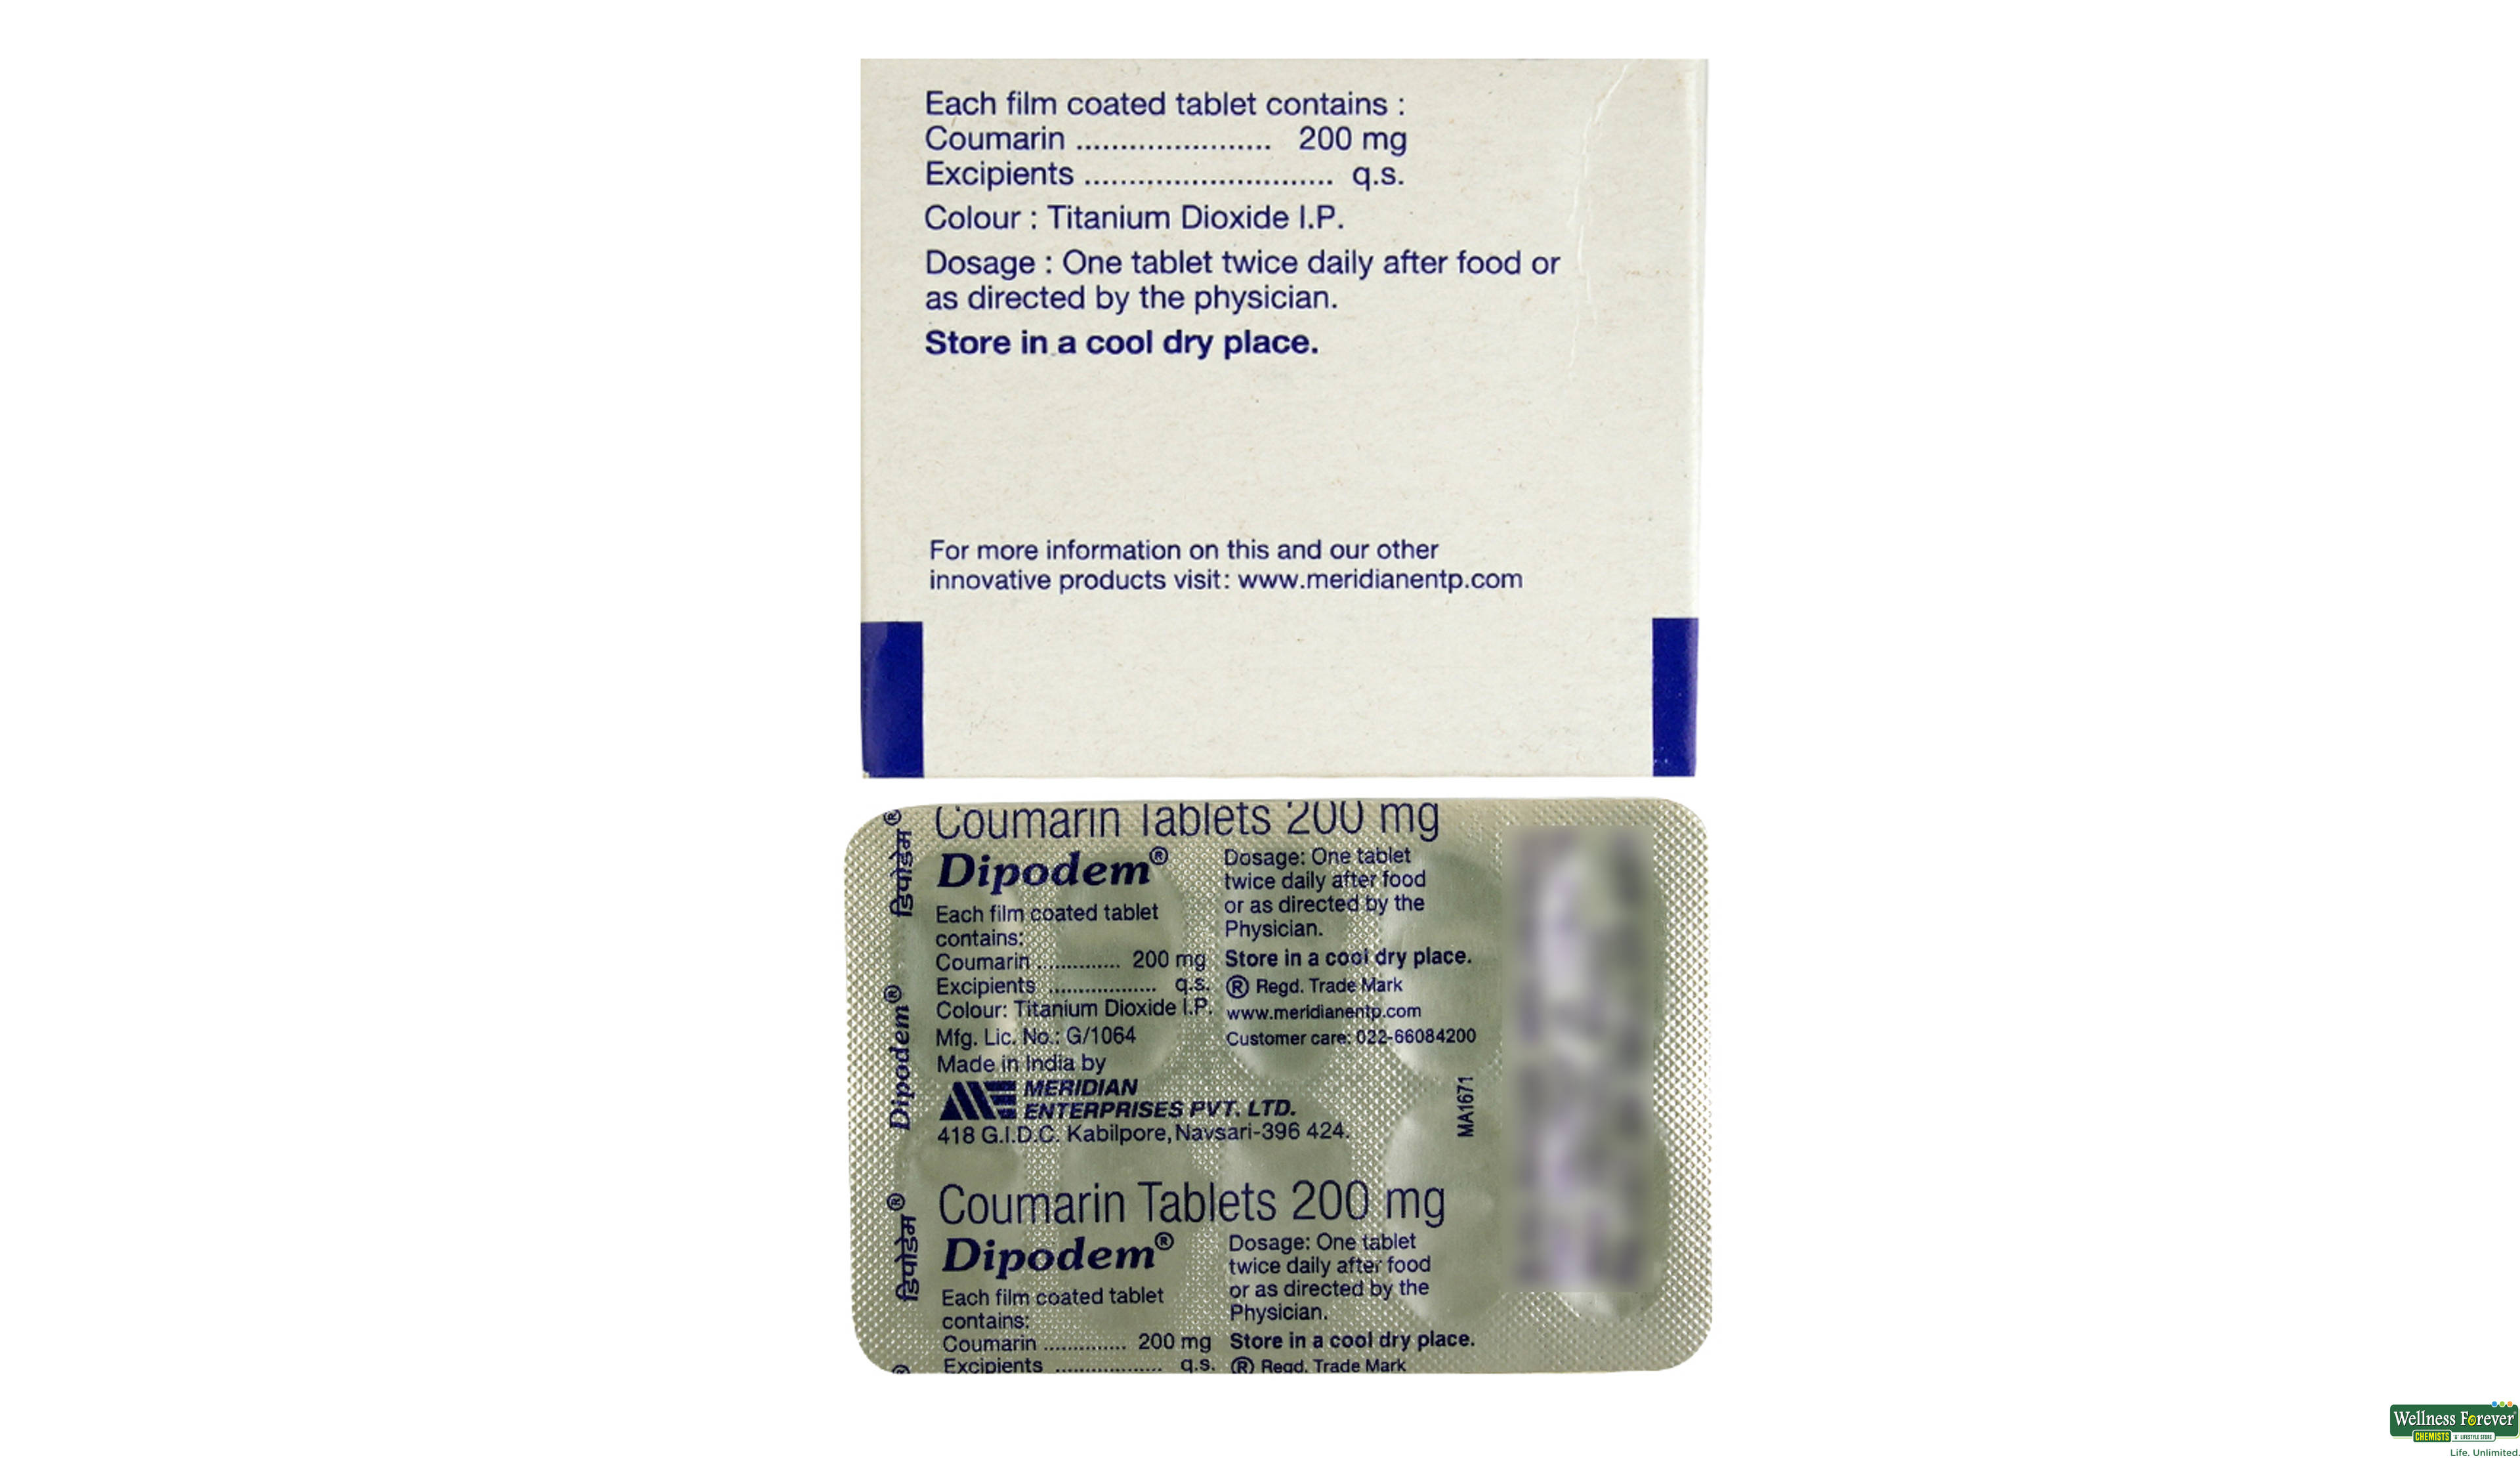 Each film coated tablet contains :
Coumarin ...................... 200 mg
Excipients ............................ q.s.
Colour : Titanium Dioxide I.P.
Dosage : One tablet twice daily after food or
as directed by the physician.
Store in a cool dry place.
For more information on this and our other
innovative products visit: www.meridianentp.com
Coumarin Tablets 200 mg
डिपोडेम®
Dipodem®
डिपोडेम®
®
Dipodem®
Each film coated tablet
contains:
Coumarin .............. 200 mg
Excipients .................. q.s.
Colour: Titanium Dioxide I.P.
Mfg. Lic. No.: G/1064
Made in India by
MERIDIAN
ENTERPRISES PVT. LTD.
418 G.I.D.C. Kabilpore, Navsari-396 424.
Dosage: One tablet
twice daily after food
or as directed by the
Physician.
Store in a cool dry place.
® Regd. Trade Mark
www.meridianentp.com
Customer care: 022-66084200
MA1671
Coumarin Tablets 200 mg
Dipodem®
Each film coated tablet
contains:
Coumarin .............. 200 mg
Excipients .................. q.s.
Dosage: One tablet
twice daily after food
or as directed by the
Physician.
Store in a cool dry place.
® Regd. Trade Mark
Wellness Forever
CHEMISTS & LIFESTYLE STORE
Life. Unlimited.